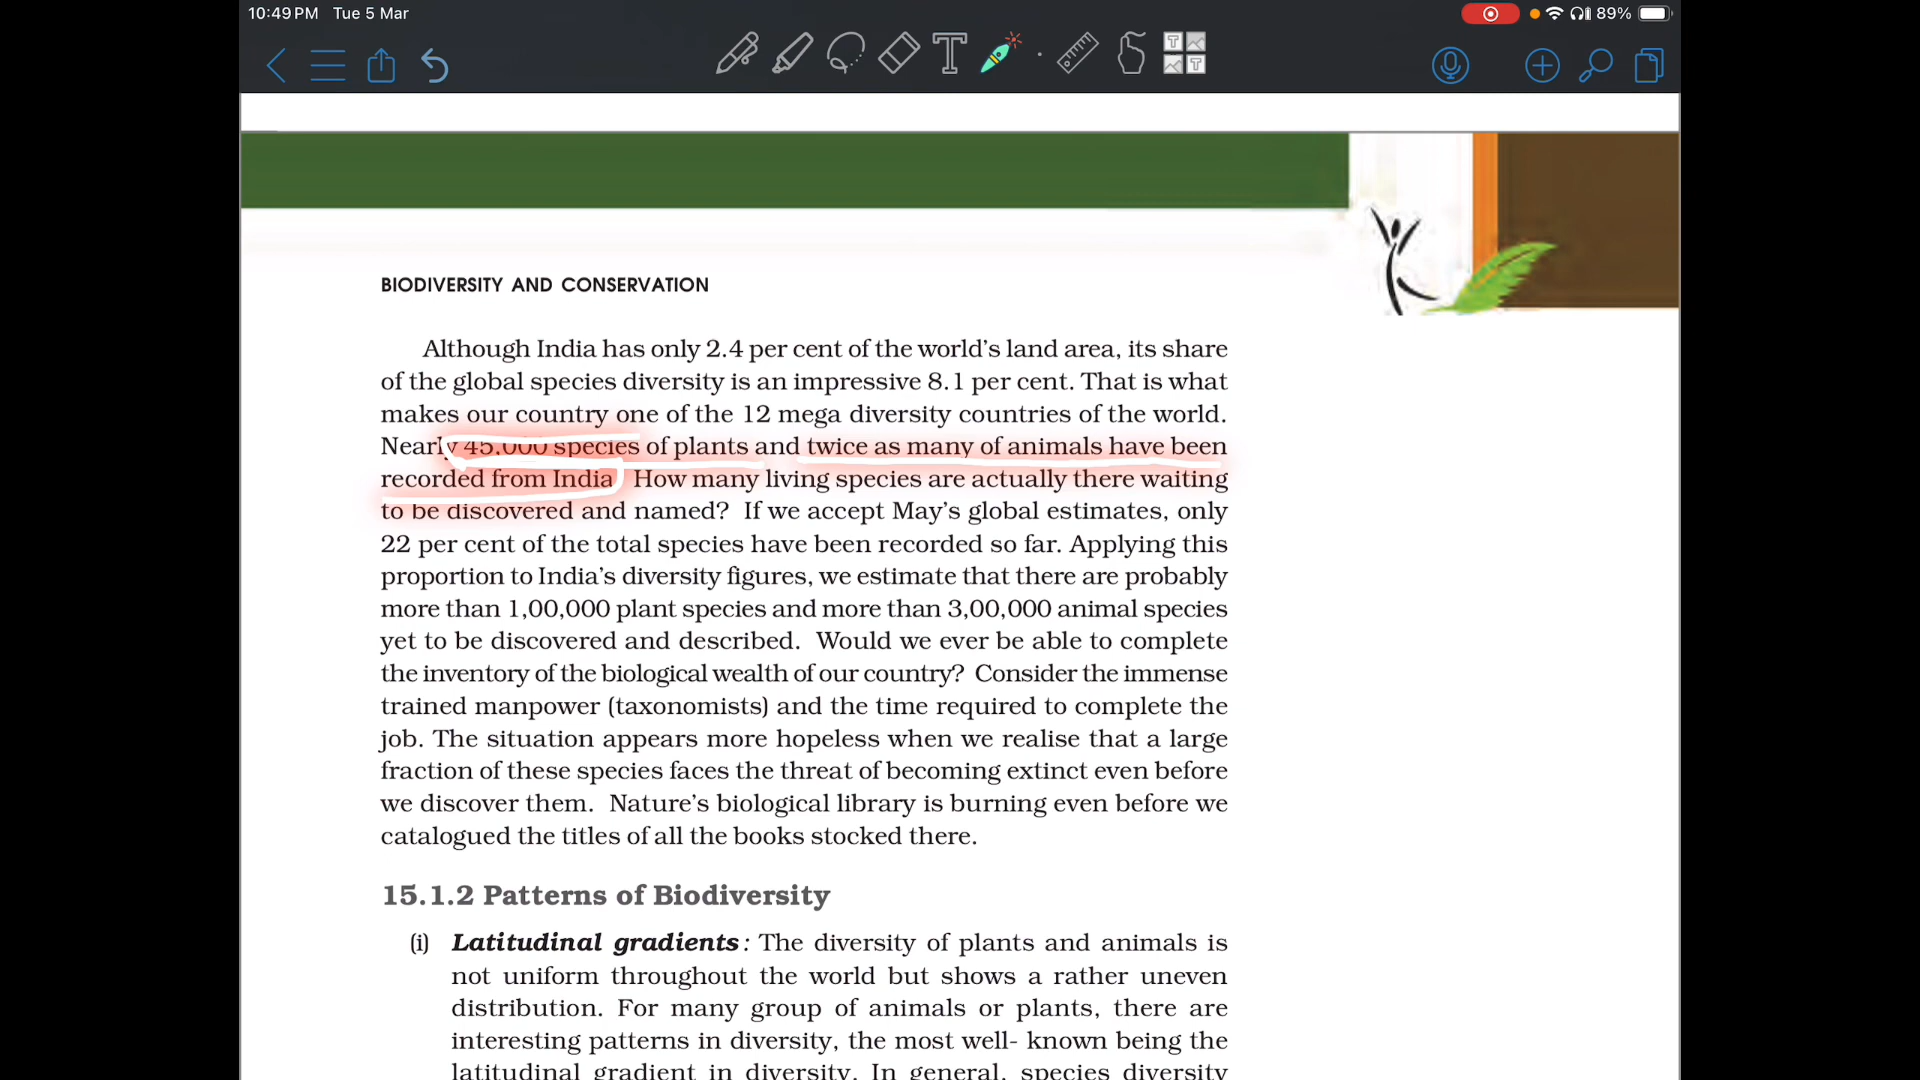 10:49 PM Tue 5 Mar
89%
BIODIVERSITY AND CONSERVATION
Although India has only 2.4 per cent of the world's land area, its share
of the global species diversity is an impressive 8.1 per cent. That is what
makes our country one of the 12 mega diversity countries of the world.
Nearly 45,000 species of plants and twice as many of animals have been
recorded from India How many living species are actually there waiting
to be discovered and named? If we accept May's global estimates, only
22 per cent of the total species have been recorded so far. Applying this
proportion to India's diversity figures, we estimate that there are probably
more than 1,00,000 plant species and more than 3,00,000 animal species
yet to be discovered and described. Would we ever be able to complete
the inventory of the biological wealth of our country? Consider the immense
trained manpower (taxonomists) and the time required to complete the
job. The situation appears more hopeless when we realise that a large
fraction of these species faces the threat of becoming extinct even before
we discover them. Nature's biological library is burning even before we
catalogued the titles of all the books stocked there.
15.1.2 Patterns of Biodiversity
(i) Latitudinal gradients: The diversity of plants and animals is
not uniform throughout the world but shows a rather uneven
distribution. For many group of animals or plants, there are
interesting patterns in diversity, the most well- known being the
latitudinal gradient in diversity. In general, species diversity